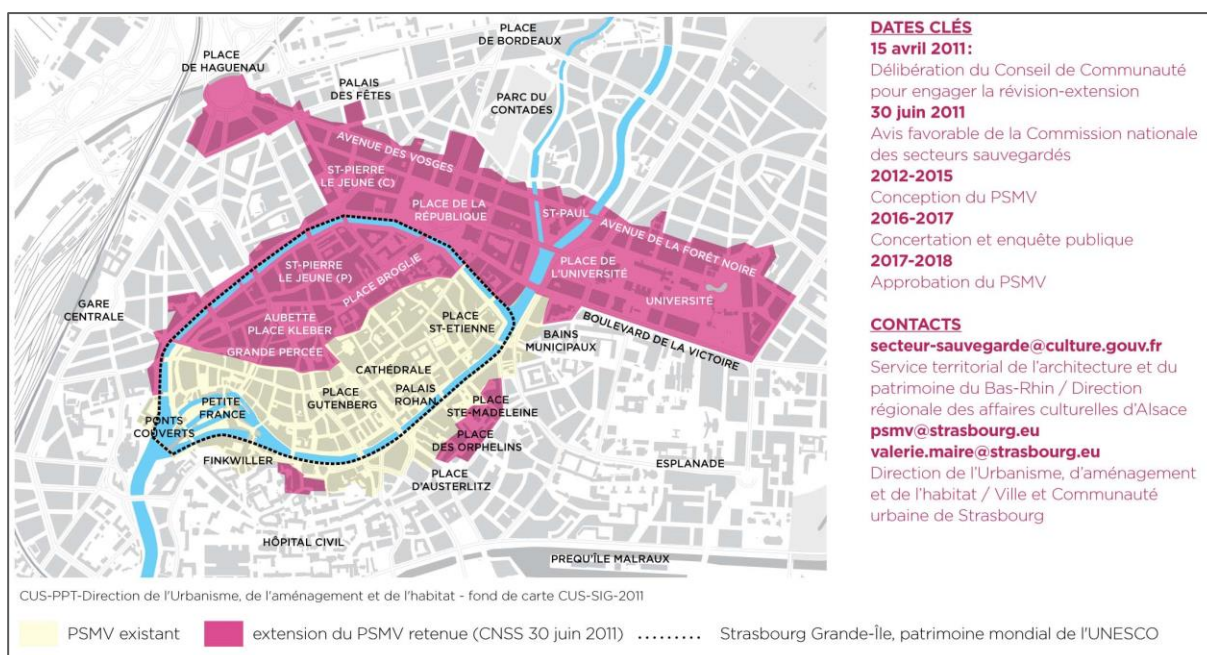 PLACE
DE BORDEAUX
PLACE
DE HAGUENAU
PALAIS
DES FÊTES
PARC DU
CONTADES
AVENUE DES VOSGES
ST-PIERRE
LE JEUNE (C)
PLACE DE LA
RÉPUBLIQUE
ST-PAUL
AVENUE DE LA FORÊT NOIRE
PLACE DE
L'UNIVERSITÉ
ST-PIERRE
LE JEUNE (P)
PLACE BROGLIE
UNIVERSITÉ
GARE
CENTRALE
AUBETTE
PLACE KLEBER
PLACE
ST-ETIENNE
BOULEVARD DE LA VICTOIRE
BAINS
MUNICIPAUX
GRANDE PERCÉE
CATHÉDRALE
PLACE
GUTENBERG
PALAIS
ROHAN
PETITE
FRANCE
PLACE
STE-MADELEINE
PONTS
COUVERTS
PLACE
DES ORPHELINS
FINKWILLER
PLACE
D'AUSTERLITZ
ESPLANADE
HÔPITAL CIVIL
PREQU'ÎLE MALRAUX
CUS-PPT-Direction de l'Urbanisme, de l'aménagement et de l'habitat - fond de carte CUS-SIG-2011
PSMV existant
extension du PSMV retenue (CNSS 30 juin 2011)
Strasbourg Grande-Île, patrimoine mondial de l'UNESCO
DATES CLÉS
15 avril 2011:
Délibération du Conseil de Communauté
pour engager la révision-extension
30 juin 2011
Avis favorable de la Commission nationale
des secteurs sauvegardés
2012-2015
Conception du PSMV
2016-2017
Concertation et enquête publique
2017-2018
Approbation du PSMV
CONTACTS
secteur-sauvegarde@culture.gouv.fr
Service territorial de l'architecture et du
patrimoine du Bas-Rhin / Direction
régionale des affaires culturelles d'Alsace
psmv@strasbourg.eu
valerie.maire@strasbourg.eu
Direction de l'Urbanisme, d'aménagement
et de l'habitat / Ville et Communauté
urbaine de Strasbourg